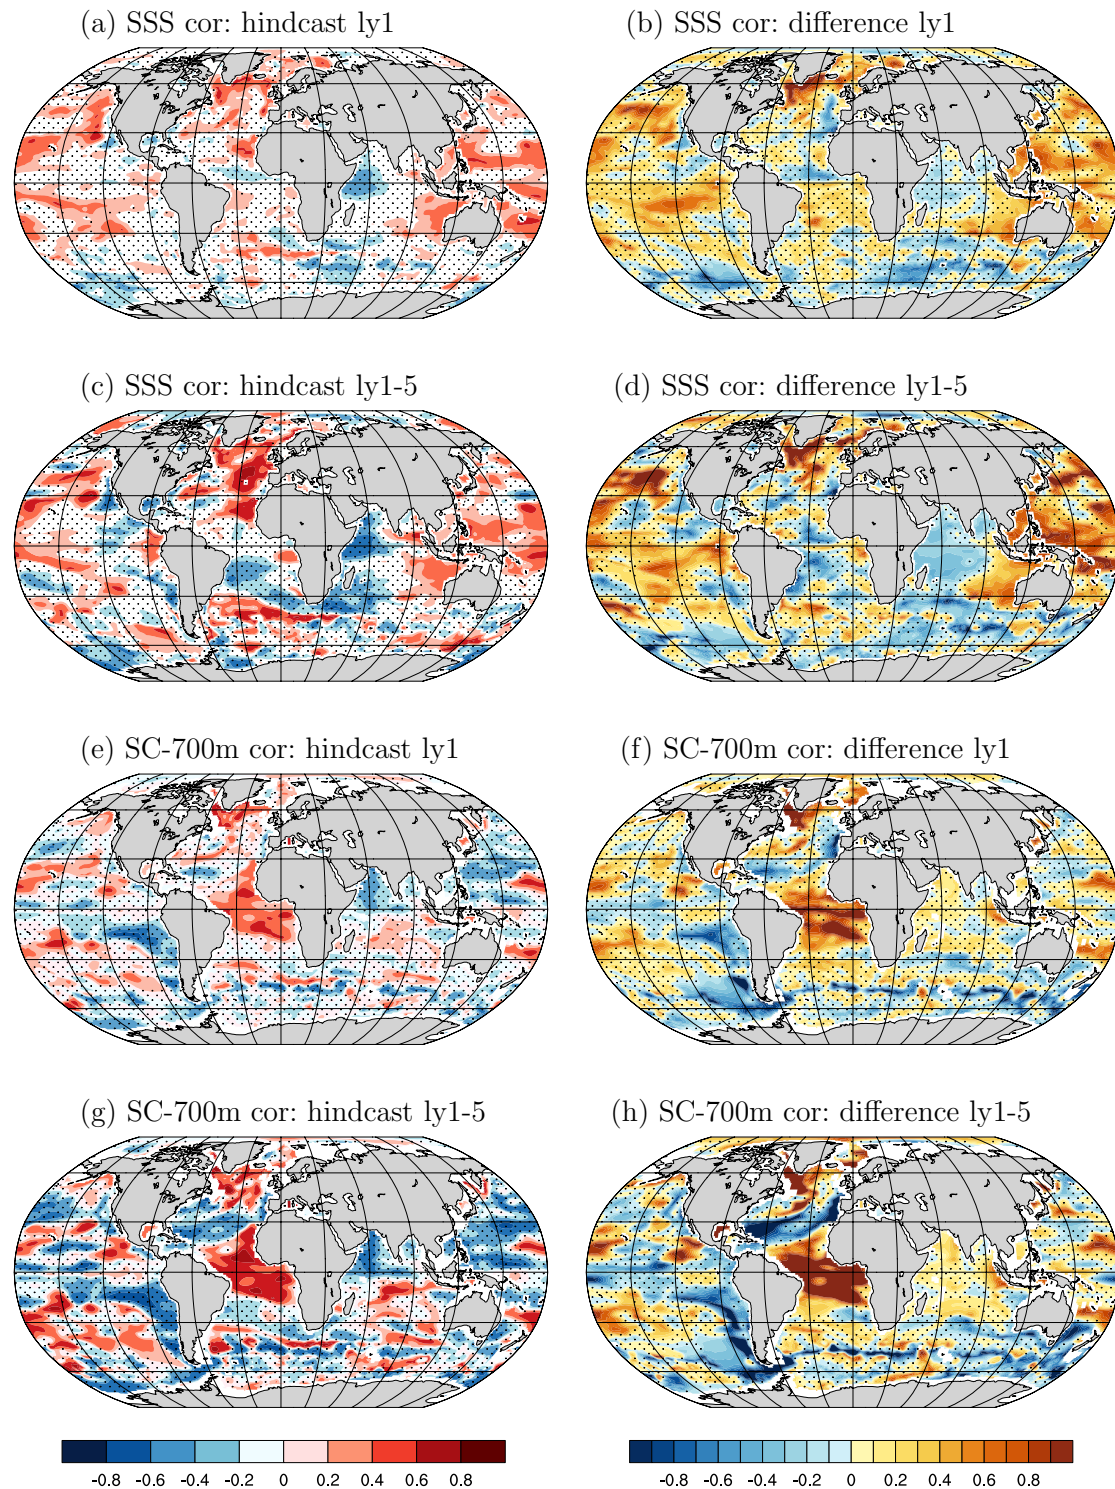 (a) SSS cor: hindcast ly1
(b) SSS cor: difference ly1
(c) SSS cor: hindcast ly1-5
(d) SSS cor: difference ly1-5
(e) SC-700m cor: hindcast ly1
(f) SC-700m cor: difference ly1
(g) SC-700m cor: hindcast ly1-5
(h) SC-700m cor: difference ly1-5
-0.8 -0.6 -0.4 -0.2 0 0.2 0.4 0.6 0.8
-0.8 -0.6 -0.4 -0.2 0 0.2 0.4 0.6 0.8